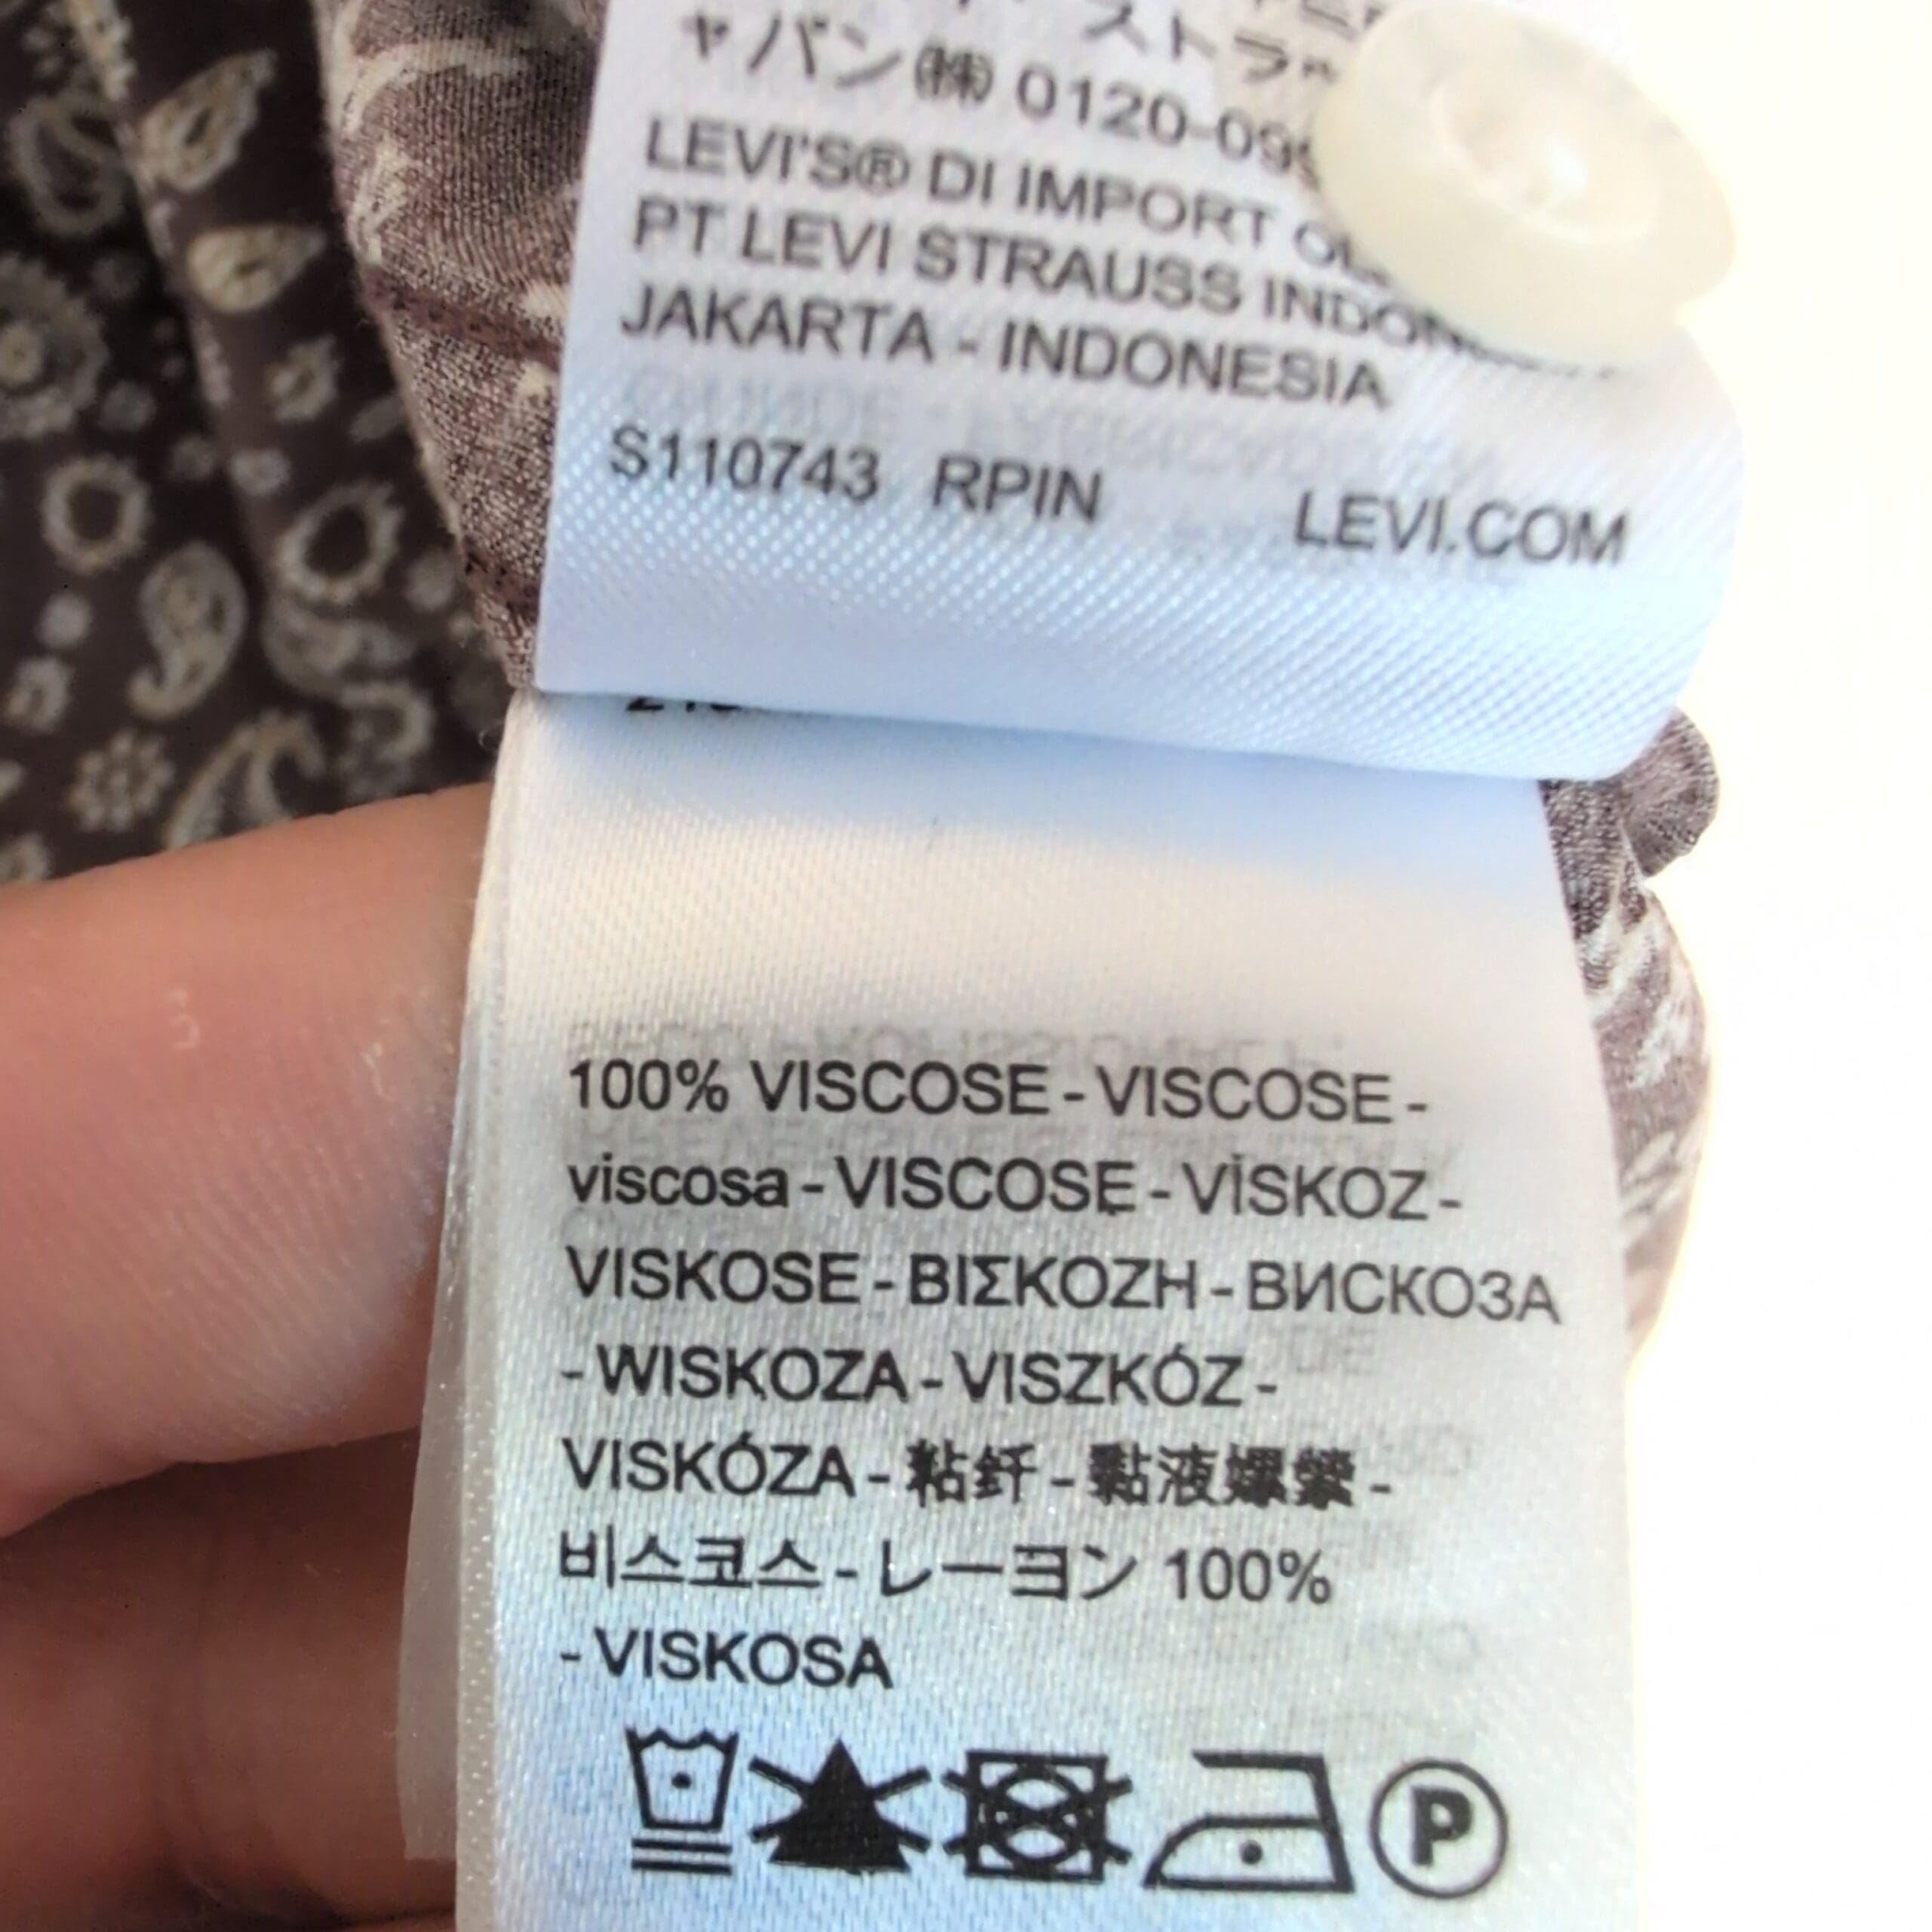 ャバン㈱ 0120-09
LEVI'S® DI IMPORT
PT LEVI STRAUSS
JAKARTA - INDONESIA
S110743 RPIN LEVI.COM
100% VISCOSE - VISCOSE -
viscosa - VISCOSE - VİSKOZ -
VISKOSE - ΒΙΣΚΟΖΗ - ВИСКОЗА
- WISKOZA - VISZKÓZ -
VISKÓZA - 粘纤 - 黏液嫘縈 -
비스코스 - レーヨン 100%
- VISKOSA
P